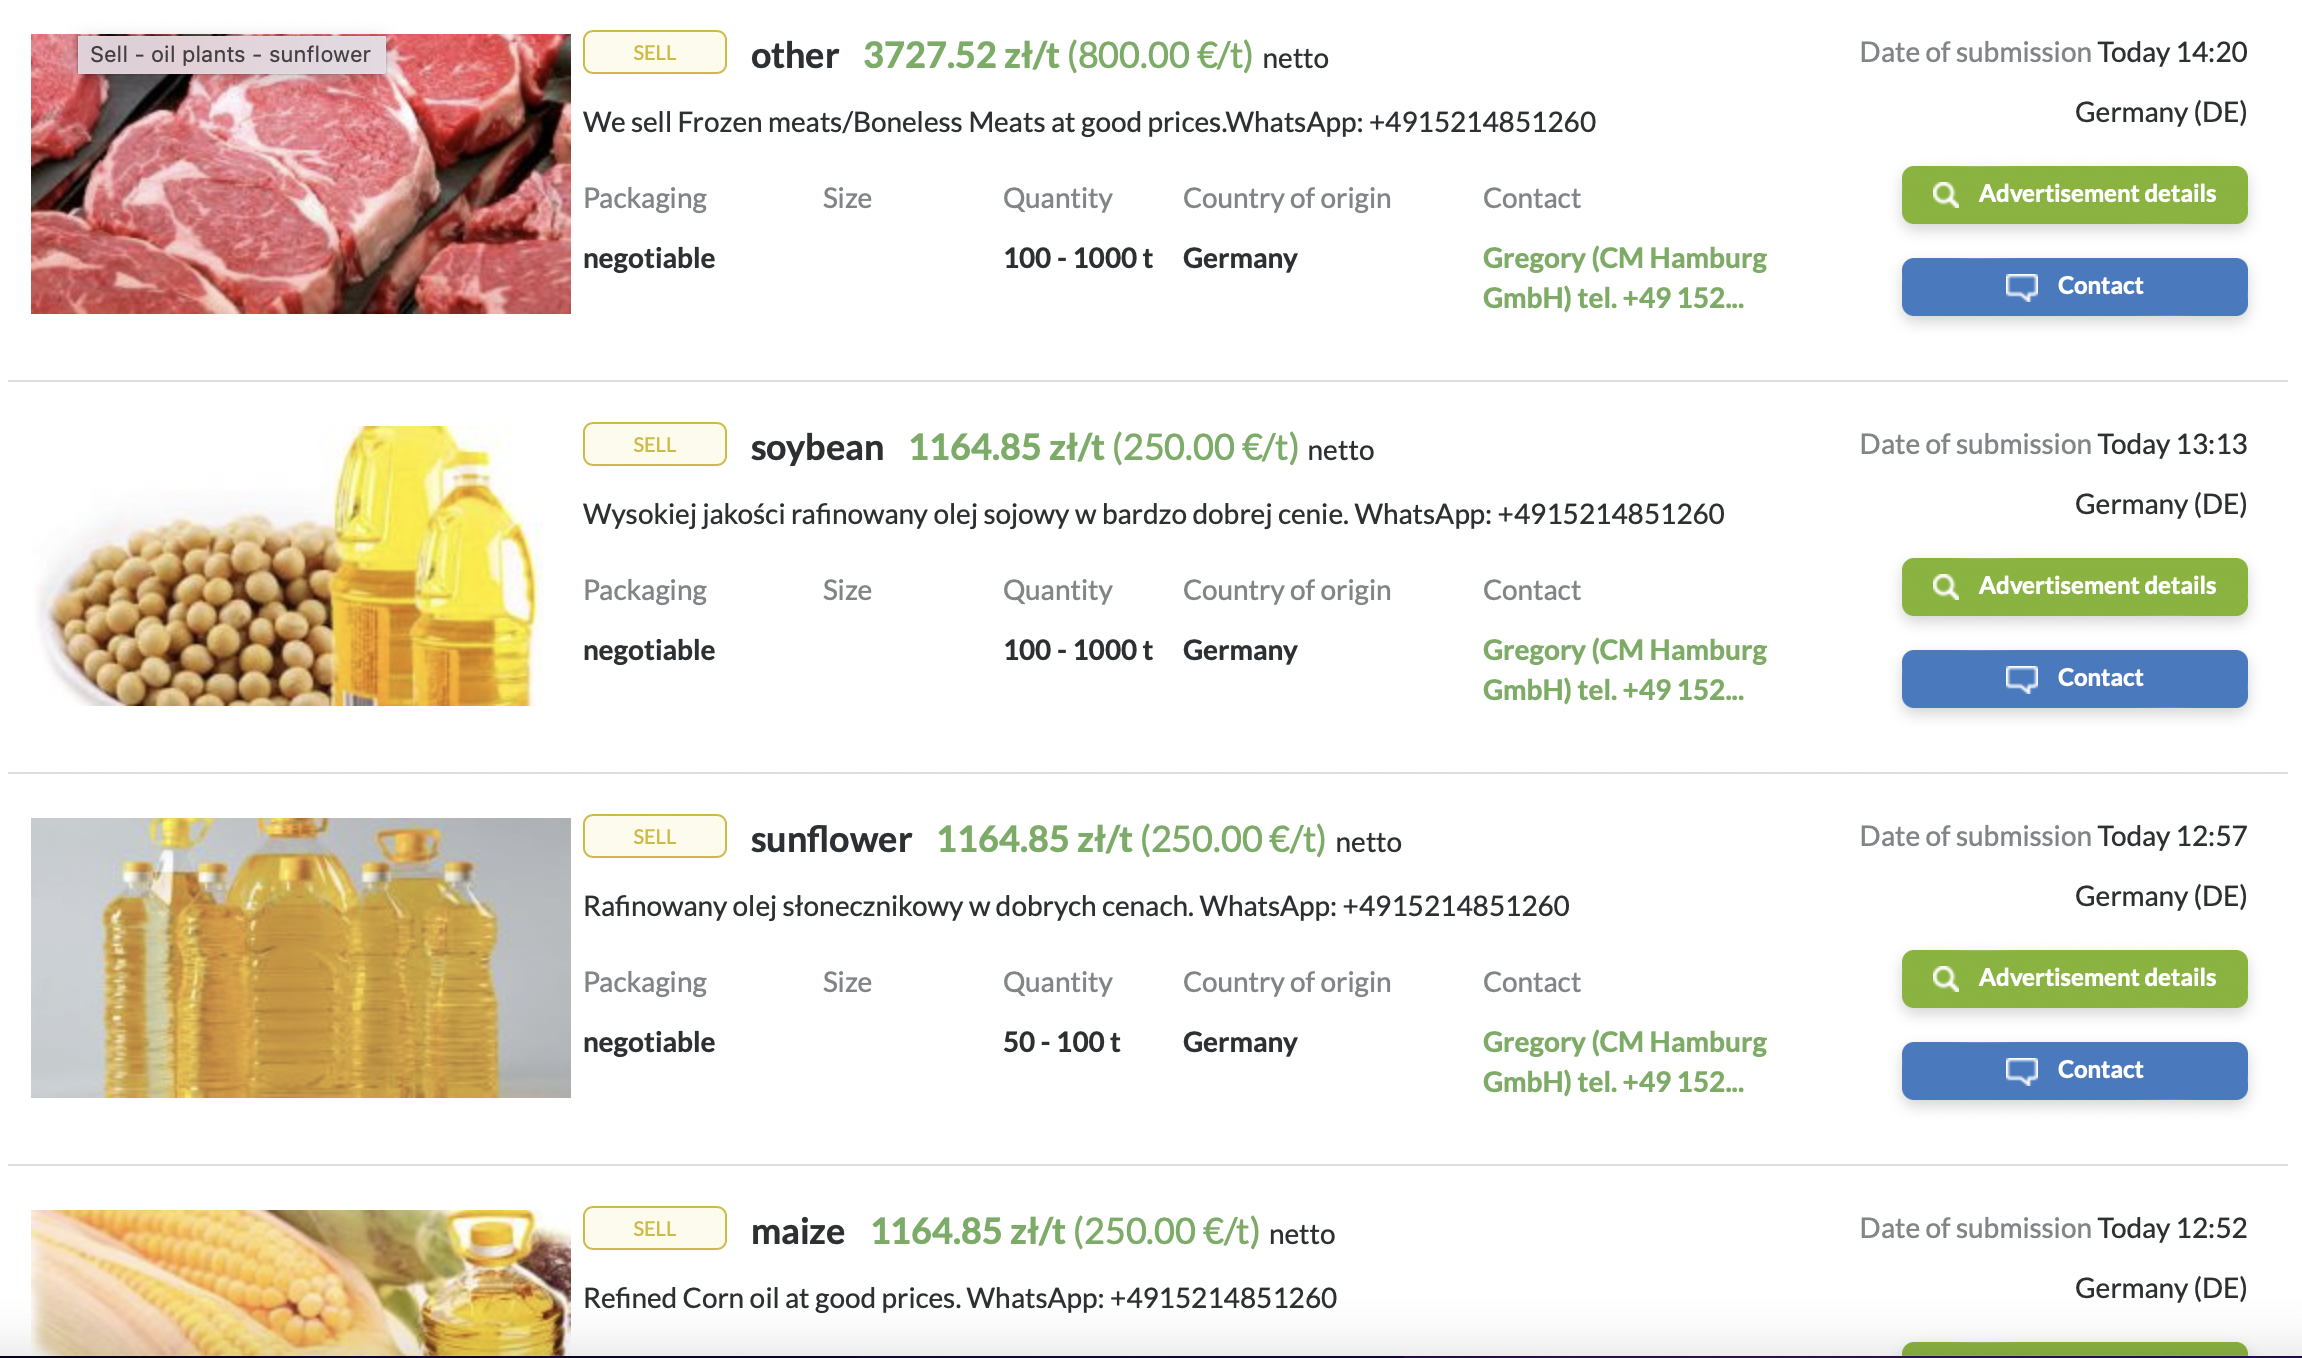 Sell - oil plants - sunflower
SELL other 3727.52 zł/t (800.00 €/t) netto
Date of submission Today 14:20
We sell Frozen meats/Boneless Meats at good prices.WhatsApp: +4915214851260
Germany (DE)
Packaging Size Quantity Country of origin Contact
Advertisement details
negotiable 100 - 1000 t Germany Gregory (CM Hamburg
GmbH) tel. +49 152...
Contact
SELL soybean 1164.85 zł/t (250.00 €/t) netto
Date of submission Today 13:13
Wysokiej jakości rafinowany olej sojowy w bardzo dobrej cenie. WhatsApp: +4915214851260
Germany (DE)
Packaging Size Quantity Country of origin Contact
Advertisement details
negotiable 100 - 1000 t Germany Gregory (CM Hamburg
GmbH) tel. +49 152...
Contact
SELL sunflower 1164.85 zł/t (250.00 €/t) netto
Date of submission Today 12:57
Rafinowany olej słonecznikowy w dobrych cenach. WhatsApp: +4915214851260
Germany (DE)
Packaging Size Quantity Country of origin Contact
Advertisement details
negotiable 50 - 100 t Germany Gregory (CM Hamburg
GmbH) tel. +49 152...
Contact
SELL maize 1164.85 zł/t (250.00 €/t) netto
Date of submission Today 12:52
Refined Corn oil at good prices. WhatsApp: +4915214851260
Germany (DE)